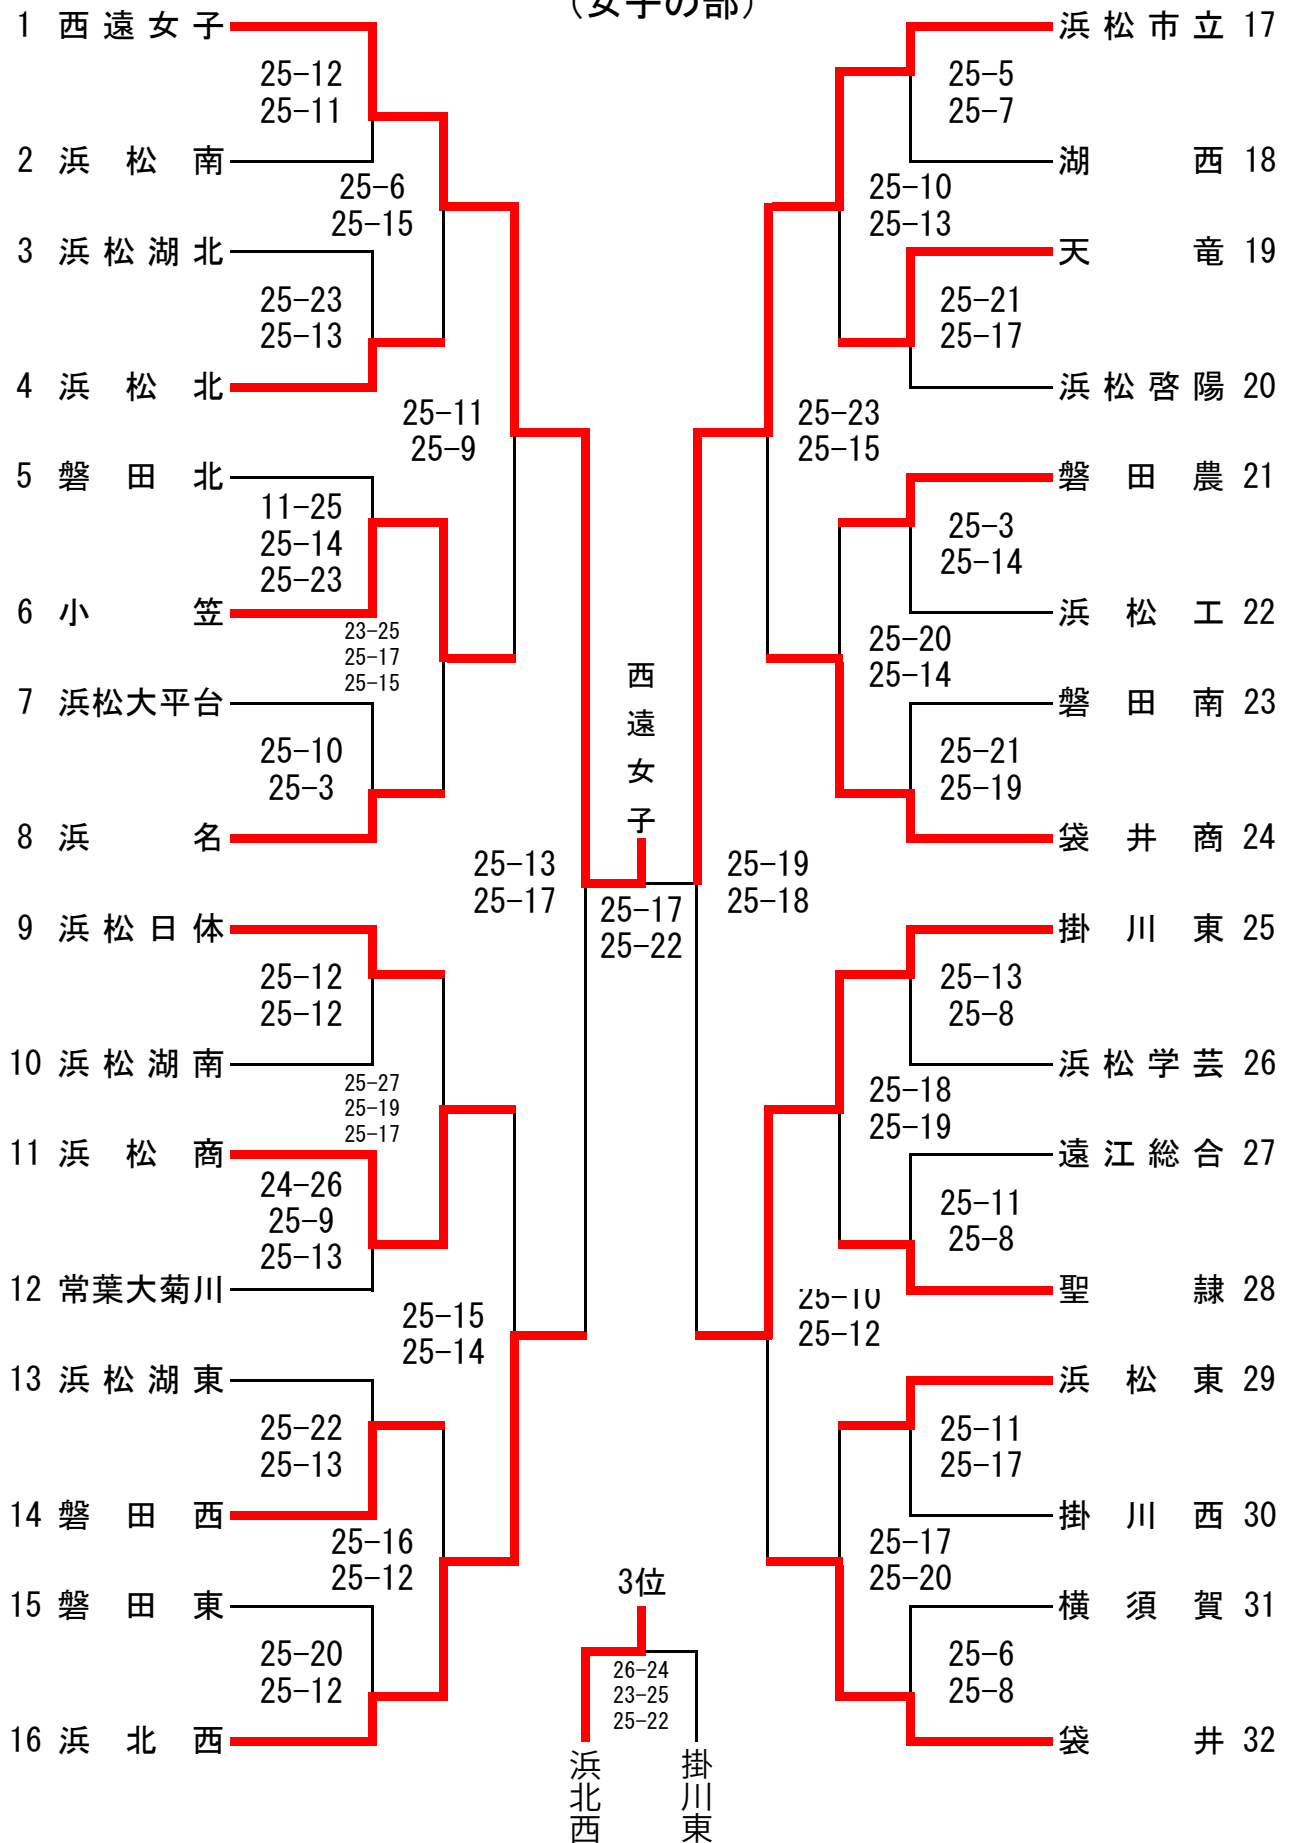 （女子の部）
1 西遠女子
25-12
25-11
2 浜松南
25-6
25-15
3 浜松湖北
25-23
25-13
4 浜松北
25-11
25-9
5 磐田北
11-25
25-14
25-23
6 小笠
23-25
25-17
25-15
7 浜松大平台
25-10
25-3
8 浜名
25-13
25-17
9 浜松日体
25-12
25-12
10 浜松湖南
25-27
25-19
25-17
11 浜松商
24-26
25-9
25-13
12 常葉大菊川
25-15
25-14
13 浜松湖東
25-22
25-13
14 磐田西
25-16
25-12
15 磐田東
25-20
25-12
16 浜北西
西遠女子
25-17
25-22
浜松市立 17
25-5
25-7
湖西 18
25-10
25-13
天竜 19
25-21
25-17
浜松啓陽 20
25-23
25-15
磐田農 21
25-3
25-14
浜松工 22
25-20
25-14
磐田南 23
25-21
25-19
袋井商 24
25-19
25-18
掛川東 25
25-13
25-8
浜松学芸 26
25-18
25-19
遠江総合 27
25-11
25-8
聖隷 28
25-10
25-12
浜松東 29
25-11
25-17
掛川西 30
25-17
25-20
横須賀 31
25-6
25-8
袋井 32
3位
26-24
23-25
25-22
浜北西
掛川東